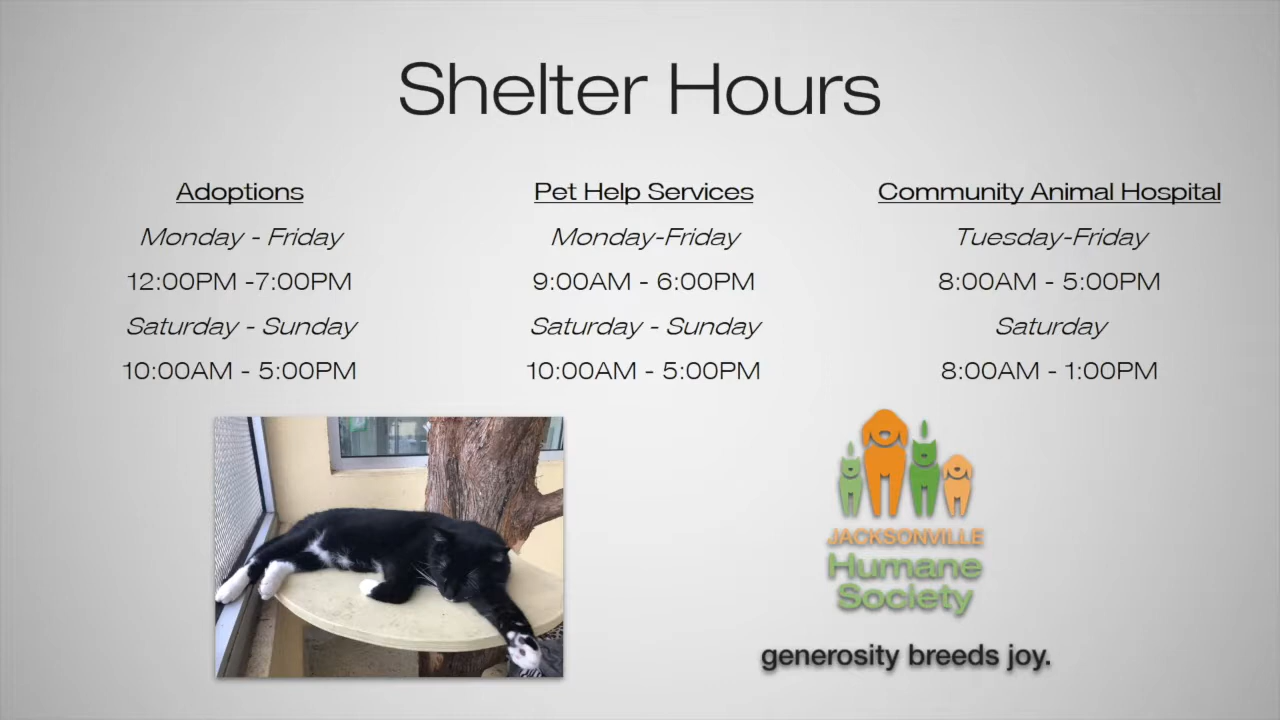 Shelter Hours
Adoptions
Monday - Friday
12:00PM -7:00PM
Saturday - Sunday
10:00AM - 5:00PM
Pet Help Services
Monday-Friday
9:00AM - 6:00PM
Saturday - Sunday
10:00AM - 5:00PM
Community Animal Hospital
Tuesday-Friday
8:00AM - 5:00PM
Saturday
8:00AM - 1:00PM
JACKSONVILLE
Humane
Society
generosity breeds joy.